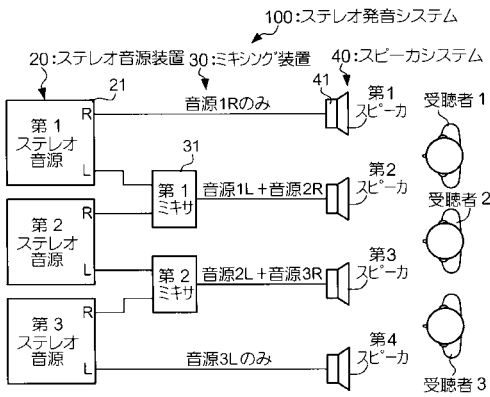 100:ステレオ発音システム
20:ステレオ音源装置
30:ミキシング装置
40:スピーカシステム
21
41
R
第1
ステレオ
音源
L
音源1Rのみ
第1
スピーカ
受聴者1
31
第1
ミキサ
音源1L+音源2R
第2
スピーカ
受聴者2
R
第2
ステレオ
音源
L
第2
ミキサ
音源2L+音源3R
第3
スピーカ
R
第3
ステレオ
音源
L
音源3Lのみ
第4
スピーカ
受聴者3